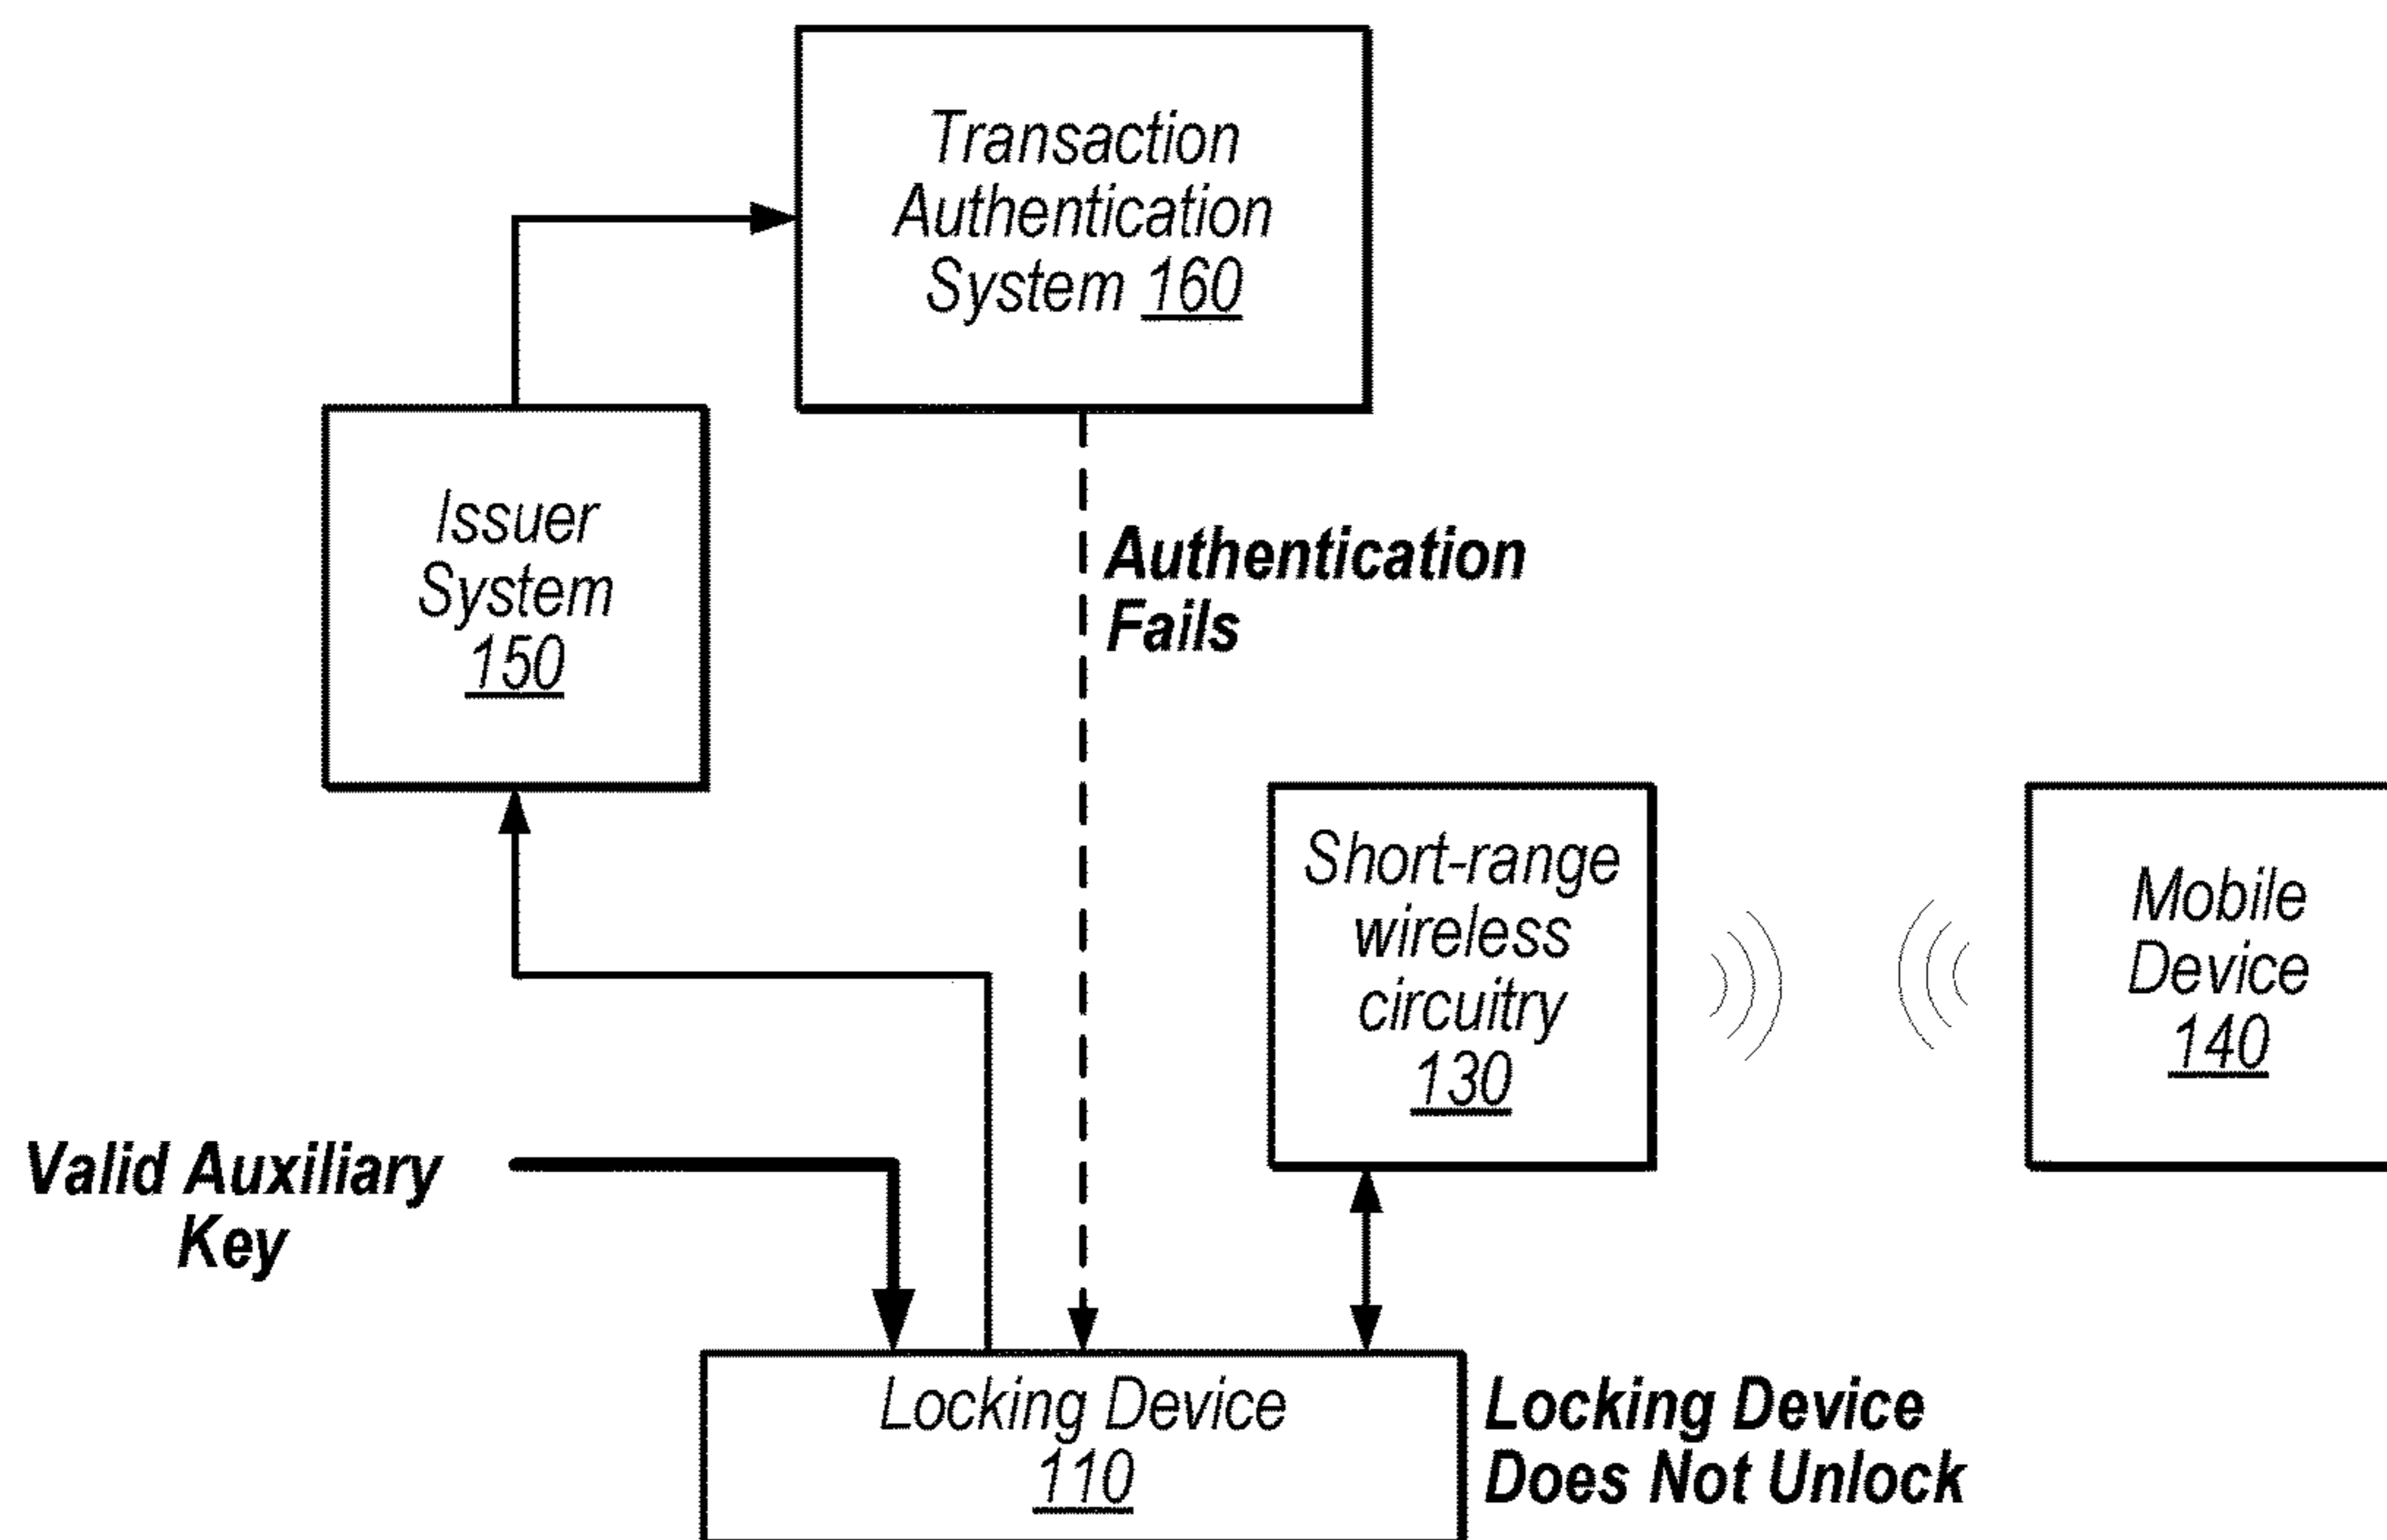 Transaction
Authentication
System 160
Issuer
System
150
Authentication
Fails
Short-range
wireless
circuitry
130
Mobile
Device
140
Valid Auxiliary
Key
Locking Device
110
Locking Device
Does Not Unlock